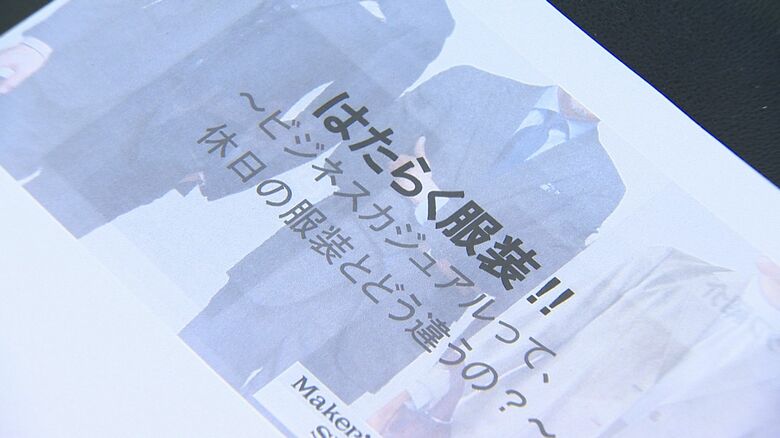 はたらく服装!!
～ビジネスカジュアルって、
休日の服装とどう違うの?～
Maker'